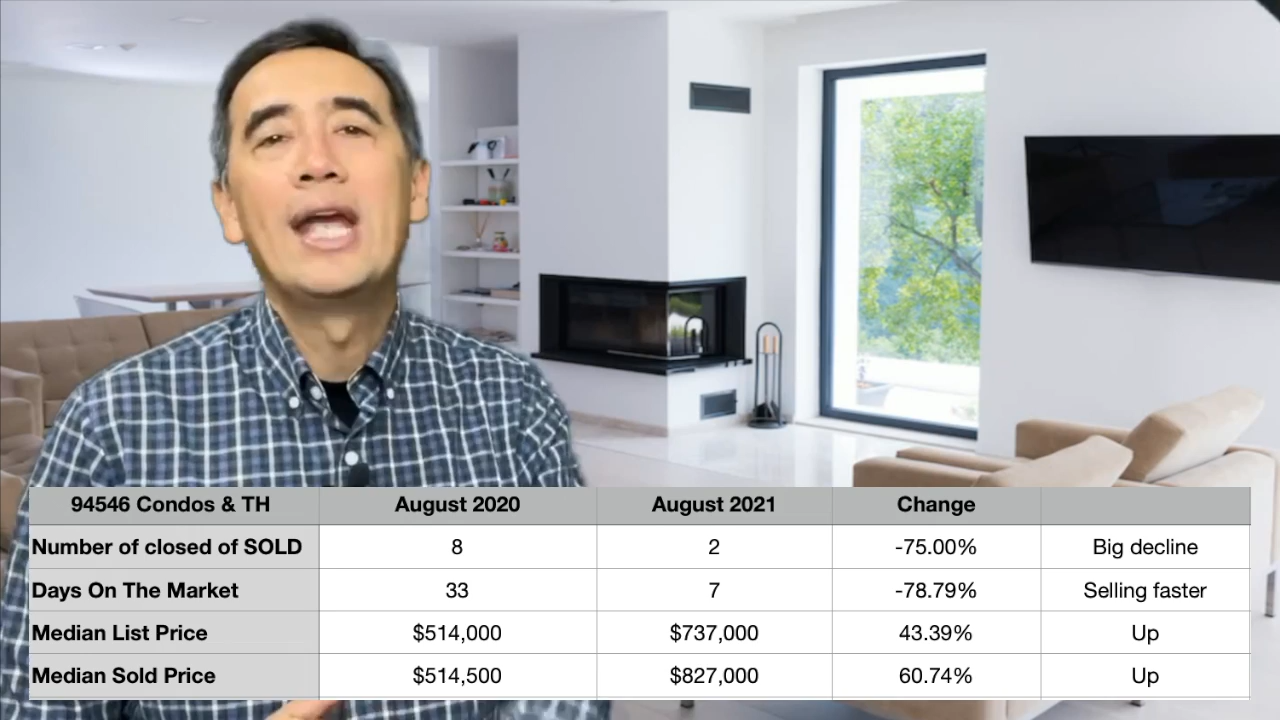 94546 Condos & TH August 2020 August 2021 Change
Number of closed of SOLD 8 2 -75.00% Big decline
Days On The Market 33 7 -78.79% Selling faster
Median List Price $514,000 $737,000 43.39% Up
Median Sold Price $514,500 $827,000 60.74% Up